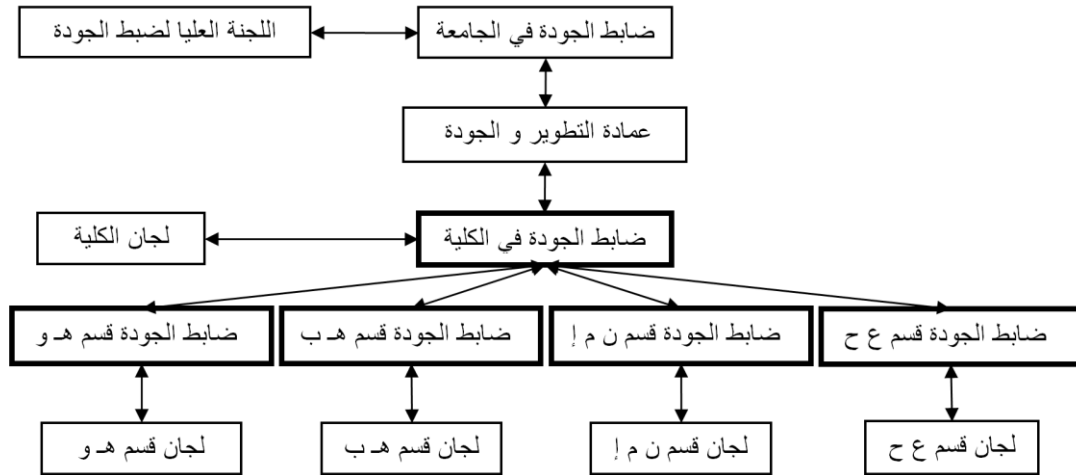 ضابط الجودة في الجامعة
اللجنة العليا لضبط الجودة
عمادة التطوير و الجودة
ضابط الجودة في الكلية
لجان الكلية
ضابط الجودة قسم ع ح
ضابط الجودة قسم ن م إ
ضابط الجودة قسم هـ ب
ضابط الجودة قسم هـ و
لجان قسم ع ح
لجان قسم ن م إ
لجان قسم هـ ب
لجان قسم هـ و